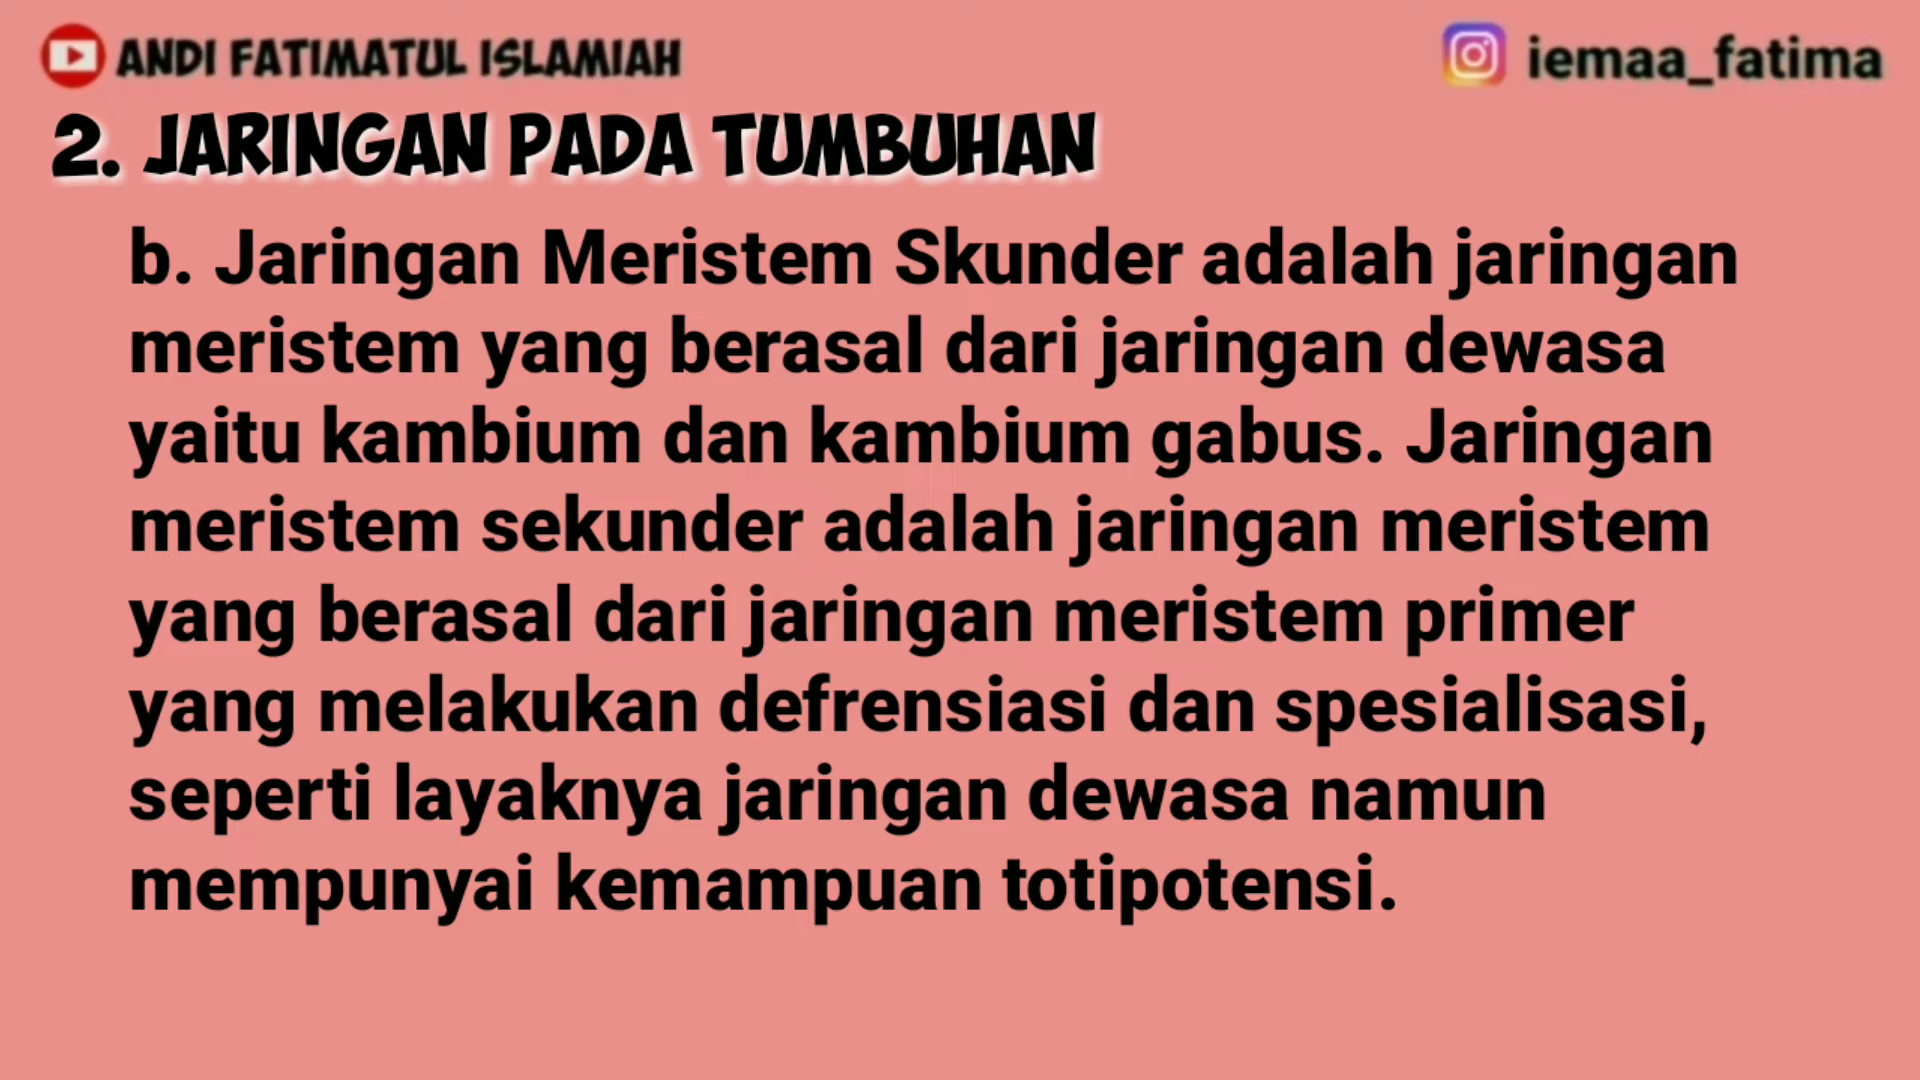 ANDI FATIMATUL ISLAMIAH
iemaa_fatima
2. JARINGAN PADA TUMBUHAN
b. Jaringan Meristem Skunder adalah jaringan
meristem yang berasal dari jaringan dewasa
yaitu kambium dan kambium gabus. Jaringan
meristem sekunder adalah jaringan meristem
yang berasal dari jaringan meristem primer
yang melakukan defrensiasi dan spesialisasi,
seperti layaknya jaringan dewasa namun
mempunyai kemampuan totipotensi.